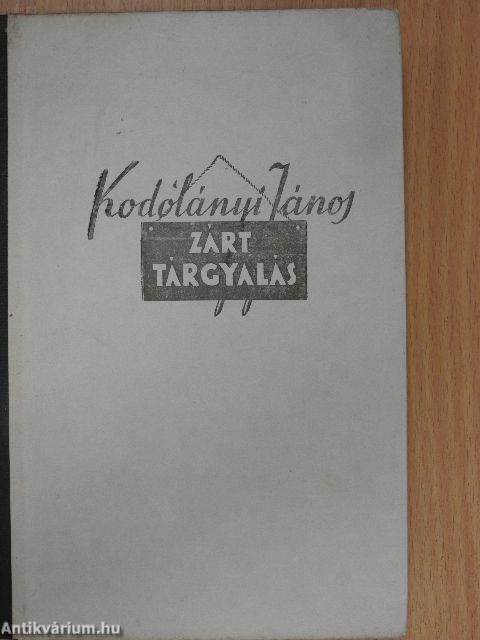 Kodolányi János
ZÁRT
TÁRGYALÁS
Antikvárium.hu